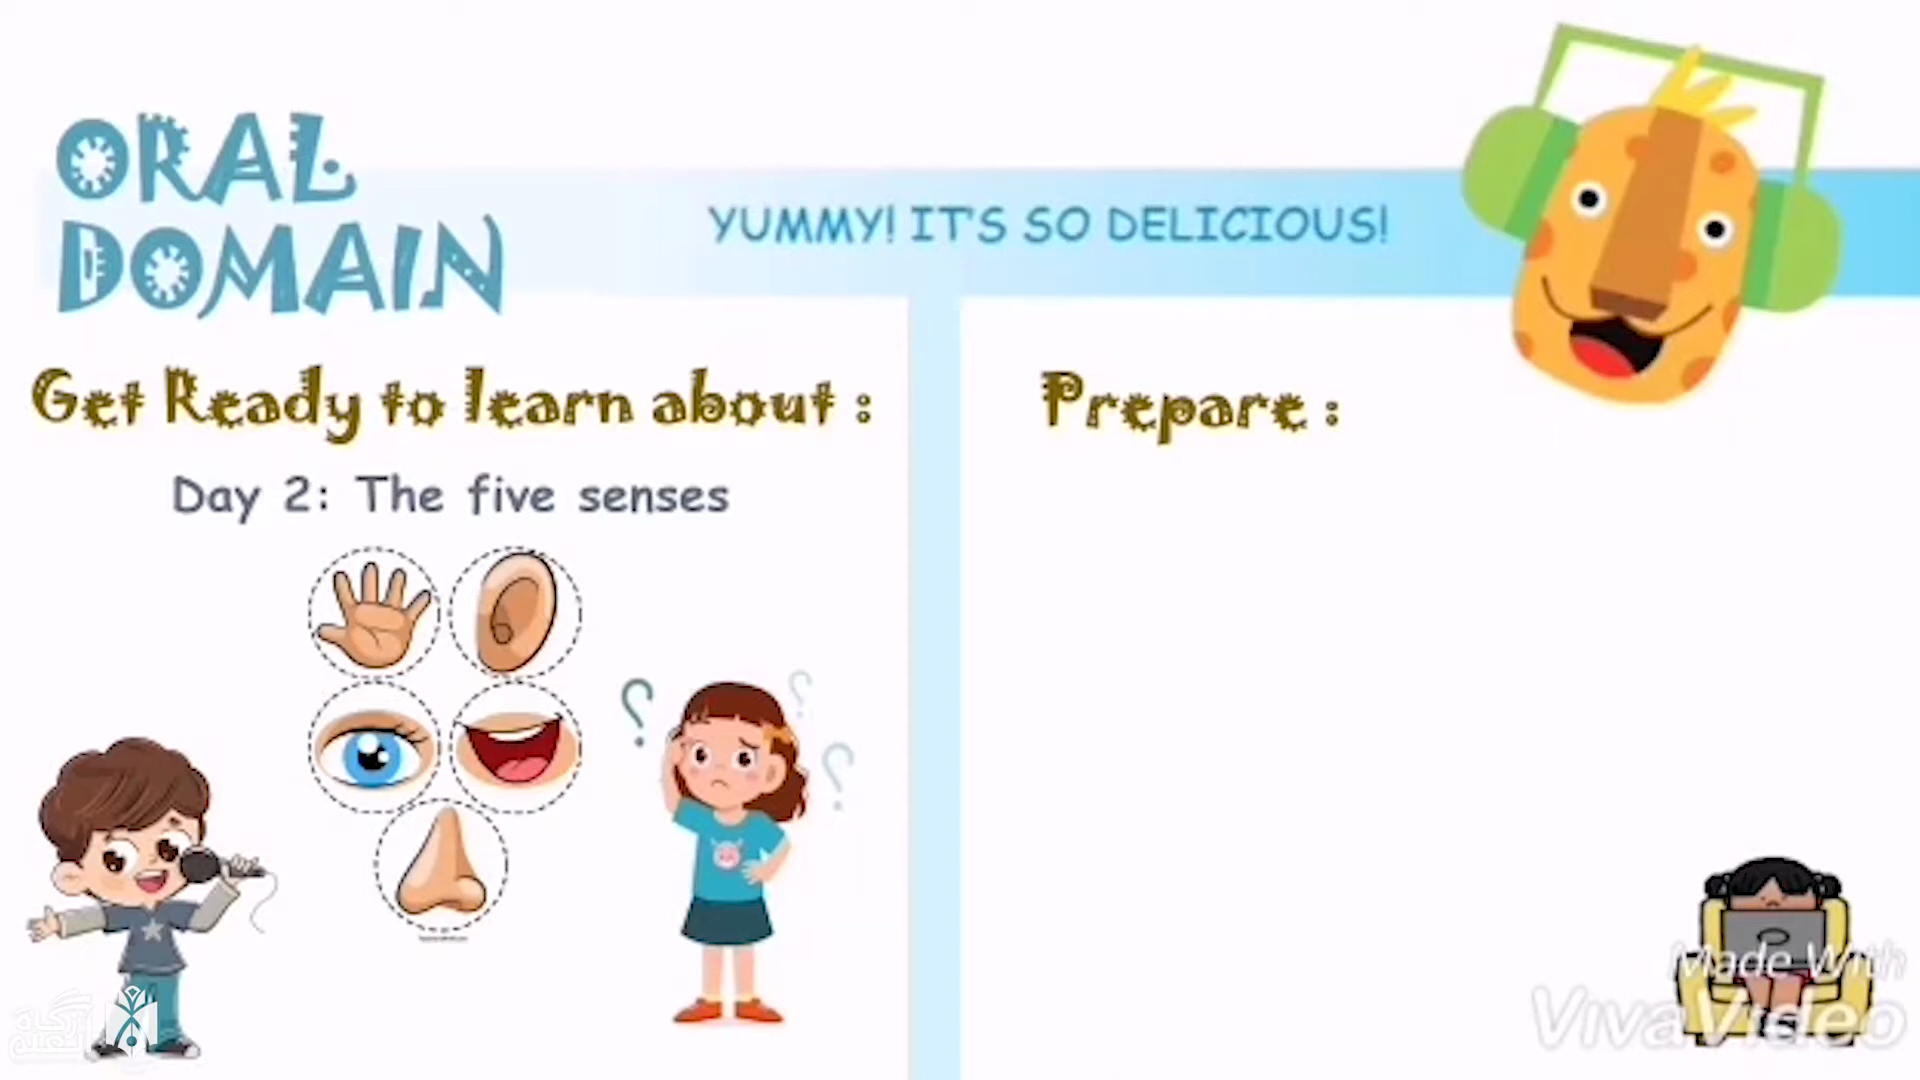 ORAL
DOMAIN
YUMMY! IT'S SO DELICIOUS!
Get Ready to learn about :
Day 2: The five senses
Prepare :
Made With
VivaVideo